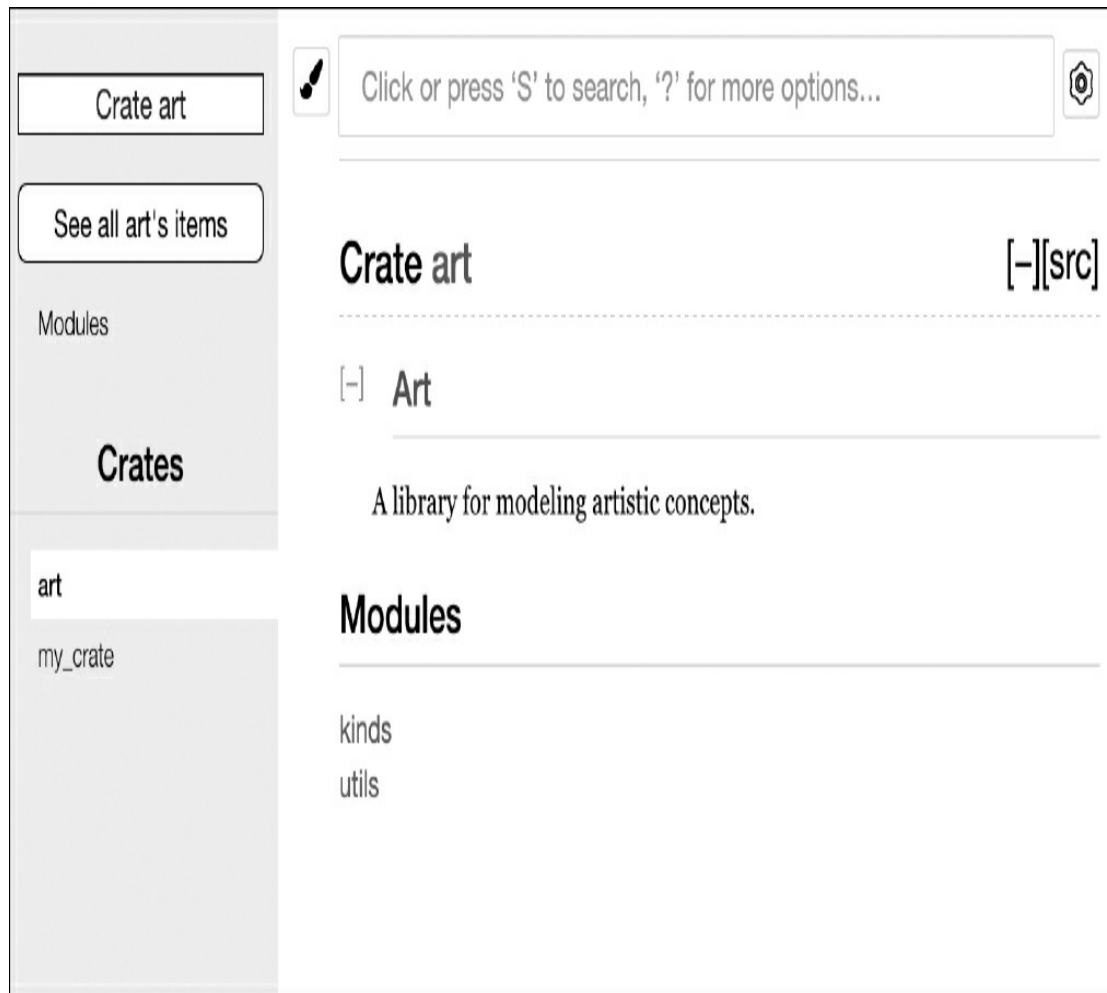 Crate art
See all art's items
Modules
Crates
art
my_crate
Click or press ‘S’ to search, ‘?’ for more options...
Crate art [–][src]
[–] Art
A library for modeling artistic concepts.
Modules
kinds
utils